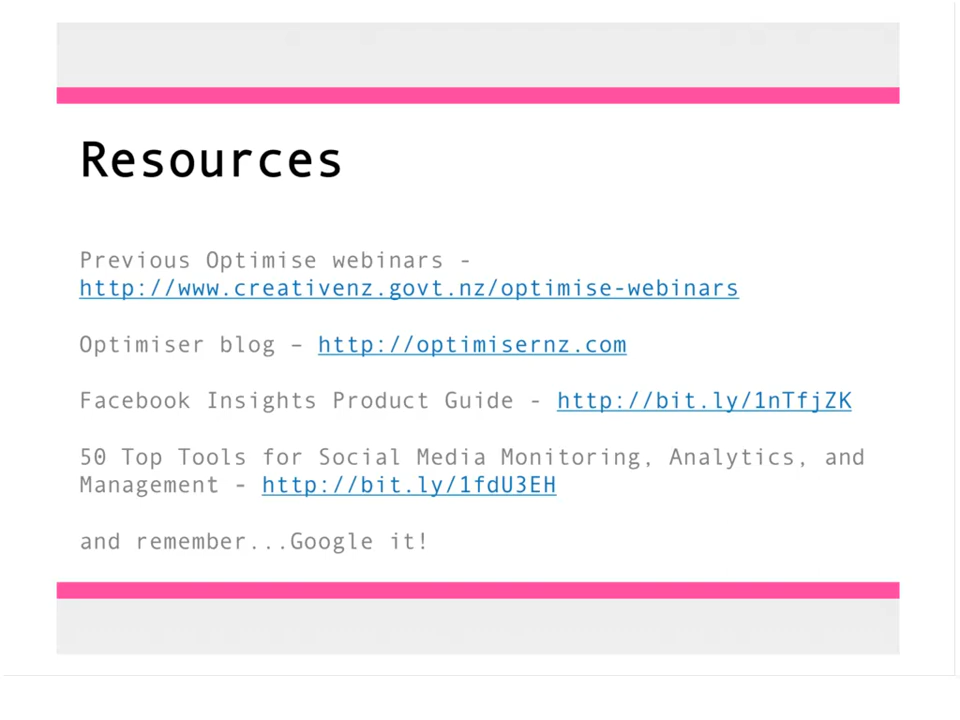 Resources
Previous Optimise webinars -
http://www.creativenz.govt.nz/optimise-webinars
Optimiser blog – http://optimisernz.com
Facebook Insights Product Guide - http://bit.ly/1nTfjZK
50 Top Tools for Social Media Monitoring, Analytics, and
Management - http://bit.ly/1fdU3EH
and remember...Google it!